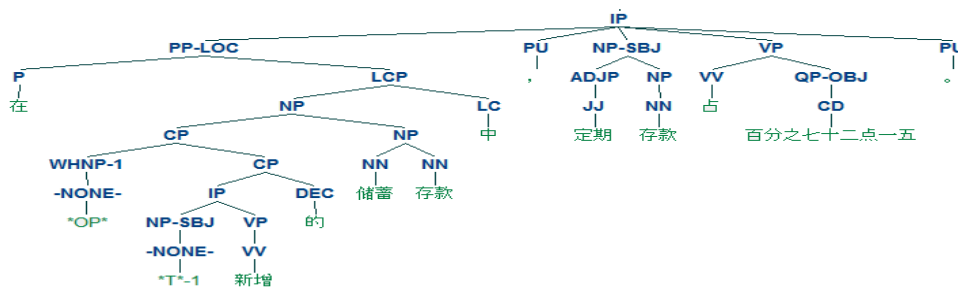 IP
PP-LOC PU NP-SBJ VP PU
P LCP , ADJP NP VV QP-OBJ 。
在 NP LC JJ NN 占 CD
CP NP 中 定期 存款 百分之七十二点一五
WHNP-1 CP NN NN
-NONE- IP DEC 储蓄 存款
*OP* NP-SBJ VP 的
-NONE- VV
*T*-1 新增